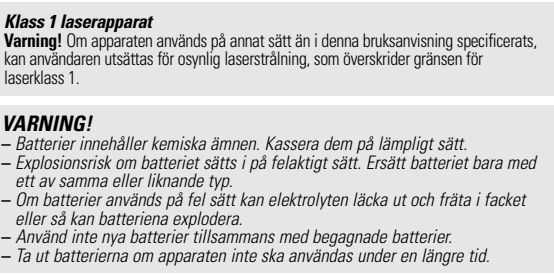 Klass 1 laserapparat
Varning! Om apparaten används på annat sätt än i denna bruksanvisning specificerats,
kan användaren utsättas för osynlig laserstrålning, som överskrider gränsen för
laserklass 1.
VARNING!
– Batterier innehåller kemiska ämnen. Kassera dem på lämpligt sätt.
– Explosionsrisk om batteriet sätts i på felaktigt sätt. Ersätt batteriet bara med
ett av samma eller liknande typ.
– Om batterier används på fel sätt kan elektrolyten läcka ut och fräta i facket
eller så kan batteriena explodera.
– Använd inte nya batterier tillsammans med begagnade batterier.
– Ta ut batterierna om apparaten inte ska användas under en längre tid.